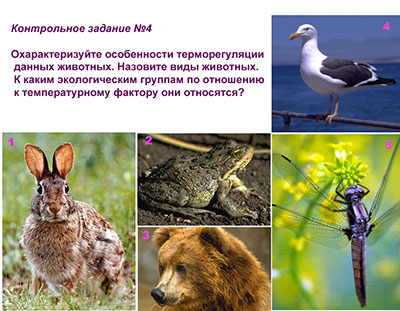 Контрольное задание №4
Охарактеризуйте особенности терморегуляции
данных животных. Назовите виды животных.
К каким экологическим группам по отношению
к температурному фактору они относятся?
4
1
2
5
3